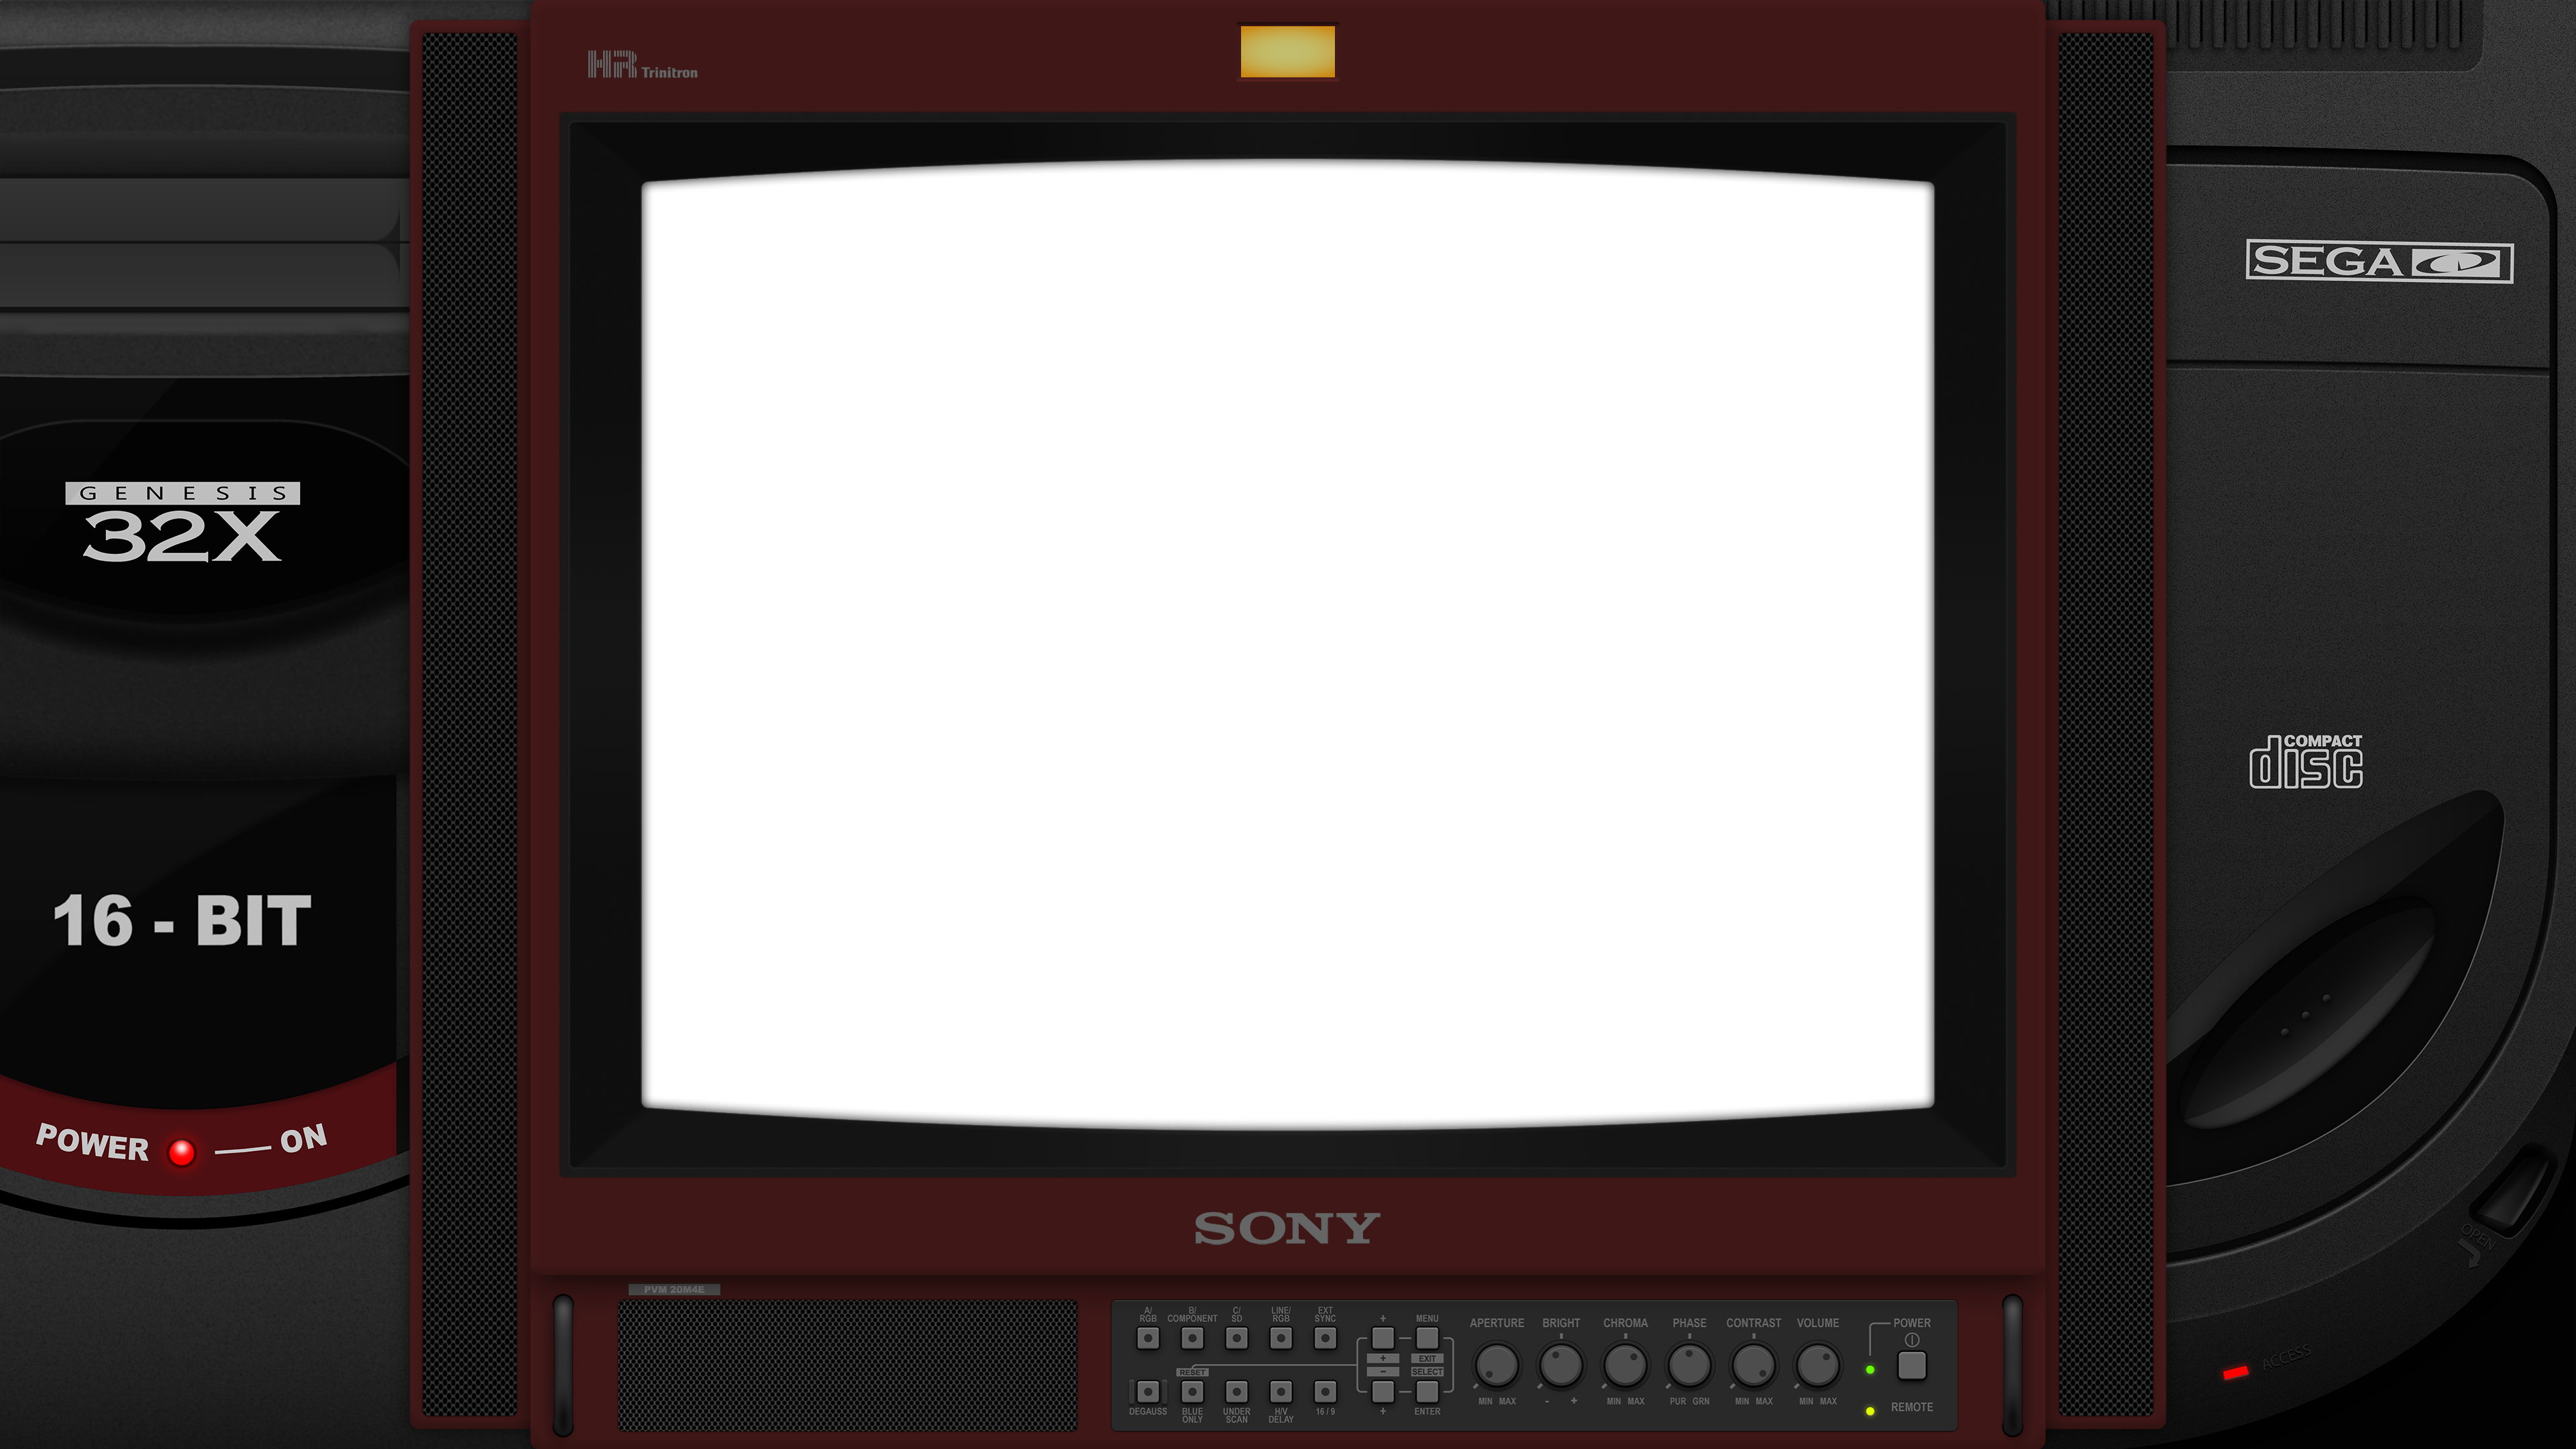 HR Trinitron
SEGA CD
GENESIS
32X
COMPACT
disc
16 - BIT
POWER ON
SONY
OPEN
ACCESS
PVM 20M4E
A/
RGB
B/
COMPONENT
C/
SD
LINE/
RGB
EXT
SYNC
+
MENU
+
EXIT
-
SELECT
RESET
DEGAUSS
BLUE
ONLY
UNDER
SCAN
H/V
DELAY
16 / 9
+
ENTER
APERTURE
BRIGHT
CHROMA
PHASE
CONTRAST
VOLUME
POWER
MIN MAX
- +
MIN MAX
PUR GRN
MIN MAX
MIN MAX
REMOTE